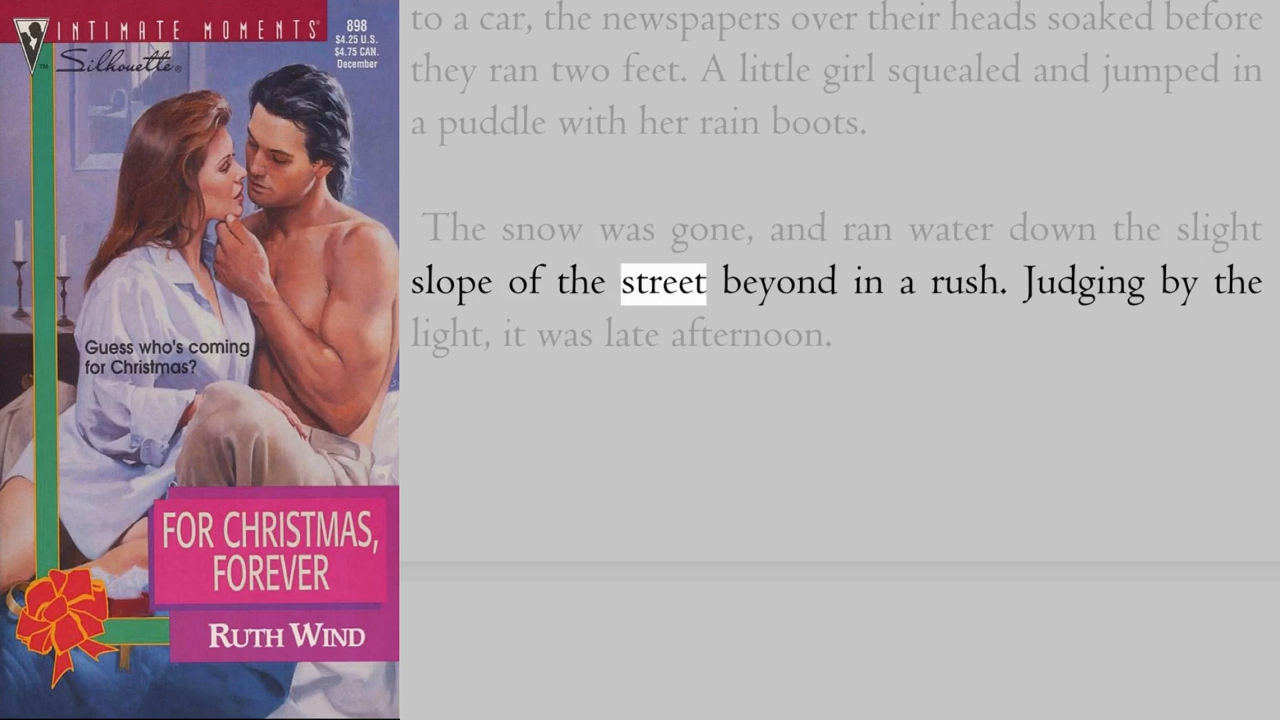 INTIMATE MOMENTS®
898
$4.25 U.S.
$4.75 CAN.
December
TM
Silhouette®
Guess who's coming
for Christmas?
FOR CHRISTMAS,
FOREVER
RUTH WIND
to a car, the newspapers over their heads soaked before
they ran two feet. A little girl squealed and jumped in
a puddle with her rain boots.
The snow was gone, and ran water down the slight
slope of the street beyond in a rush. Judging by the
light, it was late afternoon.